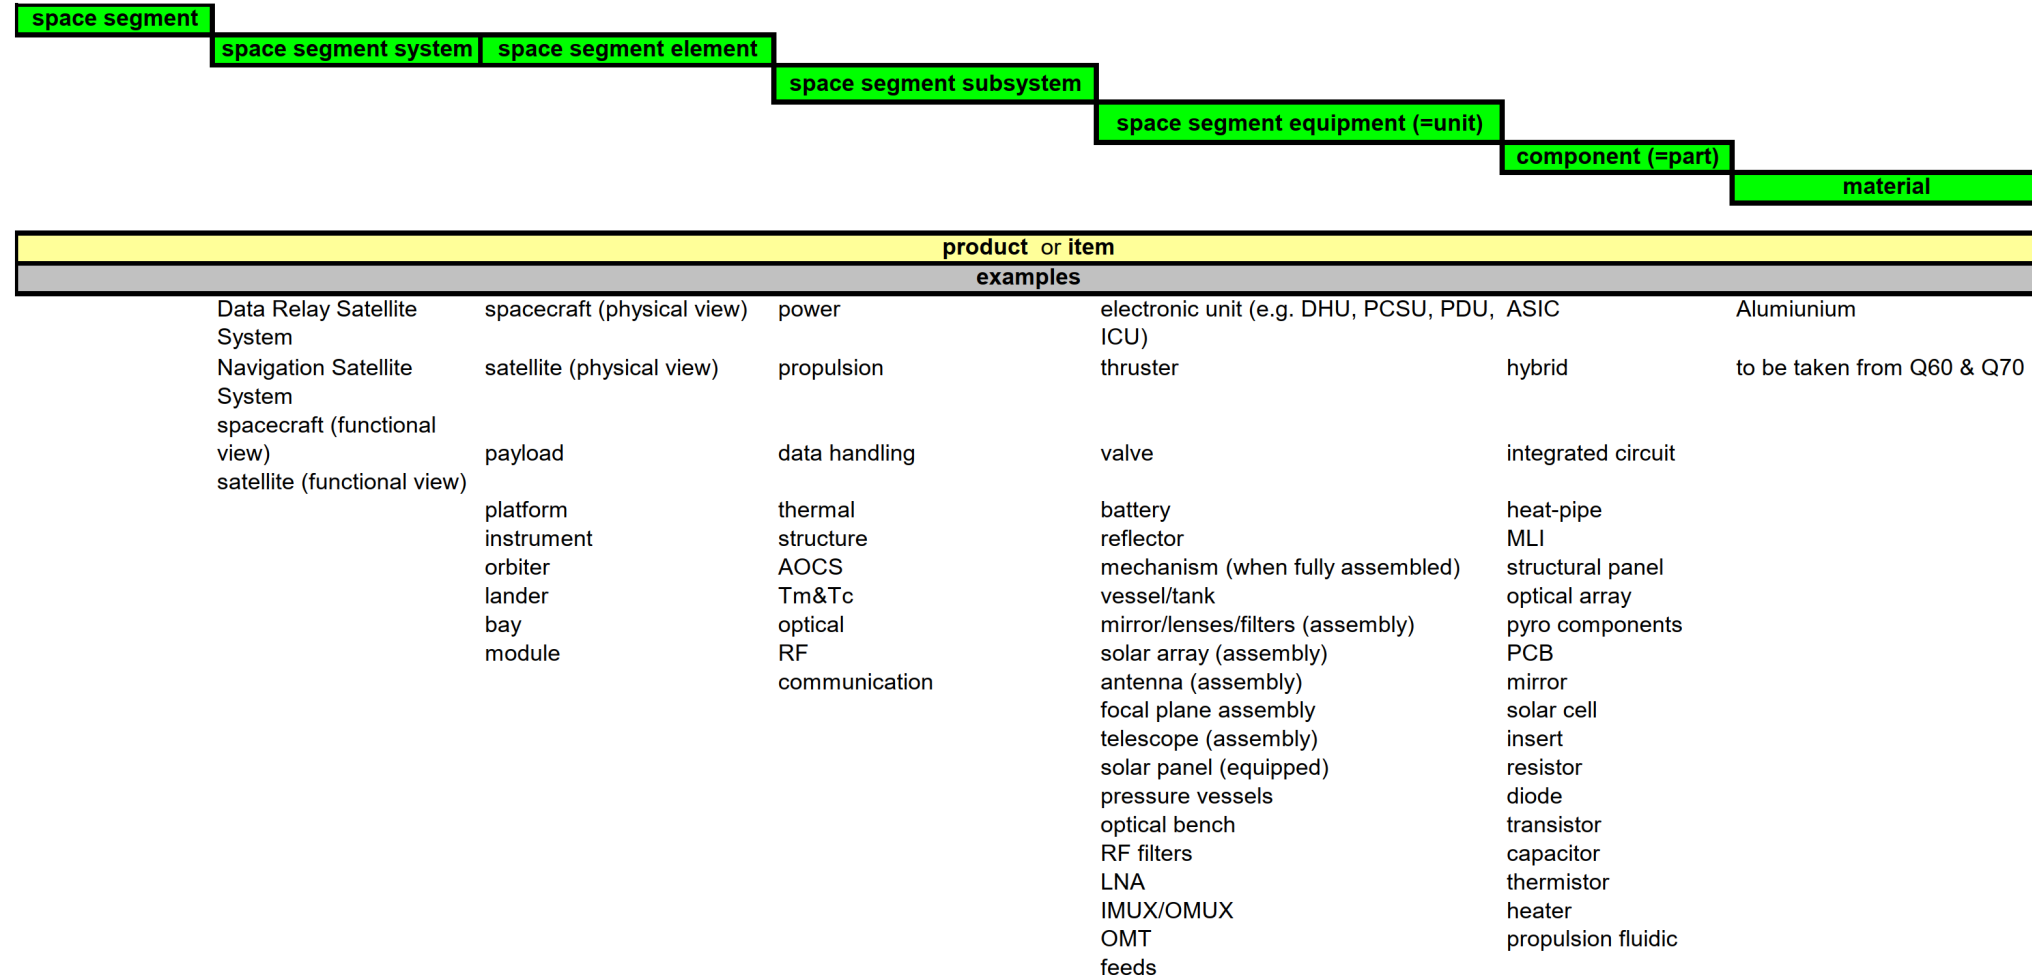 space segment
space segment system space segment element
space segment subsystem
space segment equipment (=unit)
component (=part)
material
product or item
examples
Data Relay Satellite spacecraft (physical view) power electronic unit (e.g. DHU, PCSU, PDU, ASIC Alumiunium
System ICU)
Navigation Satellite satellite (physical view) propulsion thruster hybrid to be taken from Q60 & Q70
System
spacecraft (functional
view) payload data handling valve integrated circuit
satellite (functional view)
platform thermal battery heat-pipe
instrument structure reflector MLI
orbiter AOCS mechanism (when fully assembled) structural panel
lander Tm&Tc vessel/tank optical array
bay optical mirror/lenses/filters (assembly) pyro components
module RF solar array (assembly) PCB
communication antenna (assembly) mirror
focal plane assembly solar cell
telescope (assembly) insert
solar panel (equipped) resistor
pressure vessels diode
optical bench transistor
RF filters capacitor
LNA thermistor
IMUX/OMUX heater
OMT propulsion fluidic
feeds